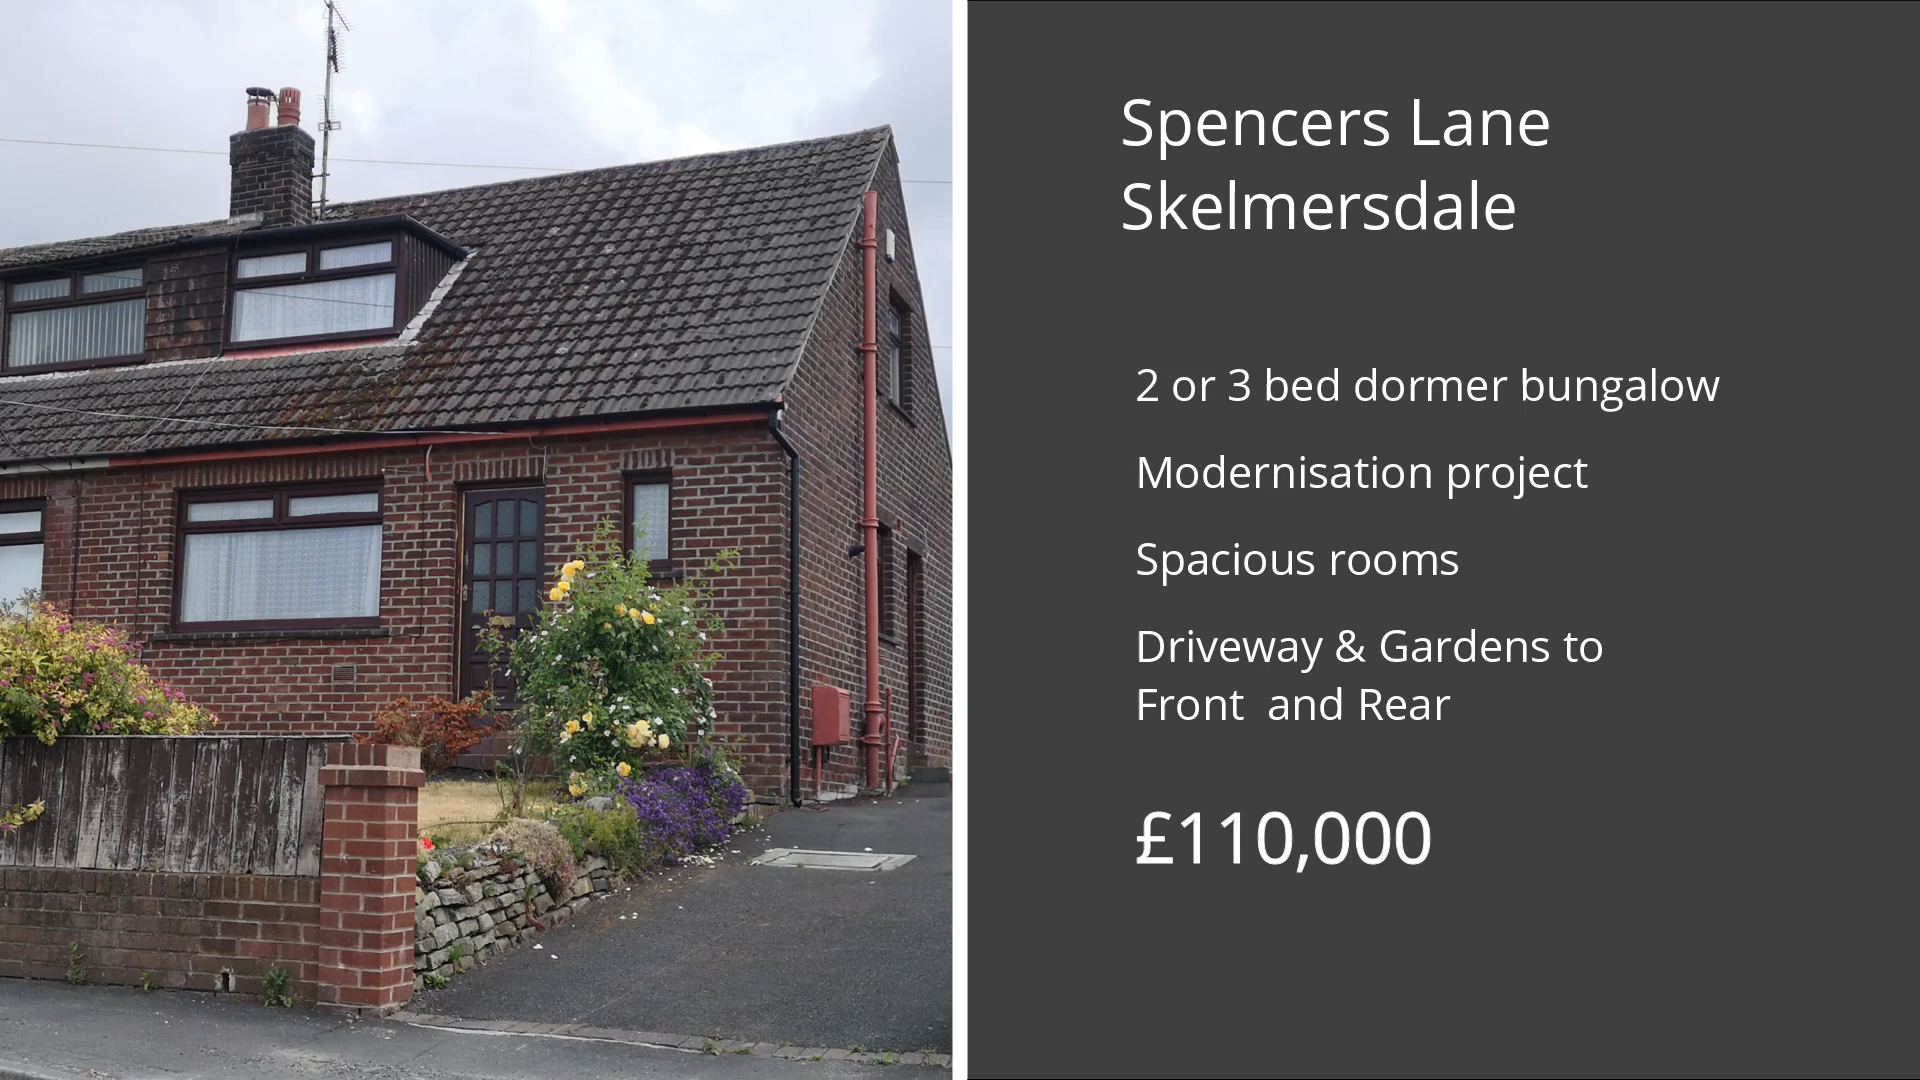 Spencers Lane
Skelmersdale
2 or 3 bed dormer bungalow
Modernisation project
Spacious rooms
Driveway & Gardens to
Front  and Rear
£110,000